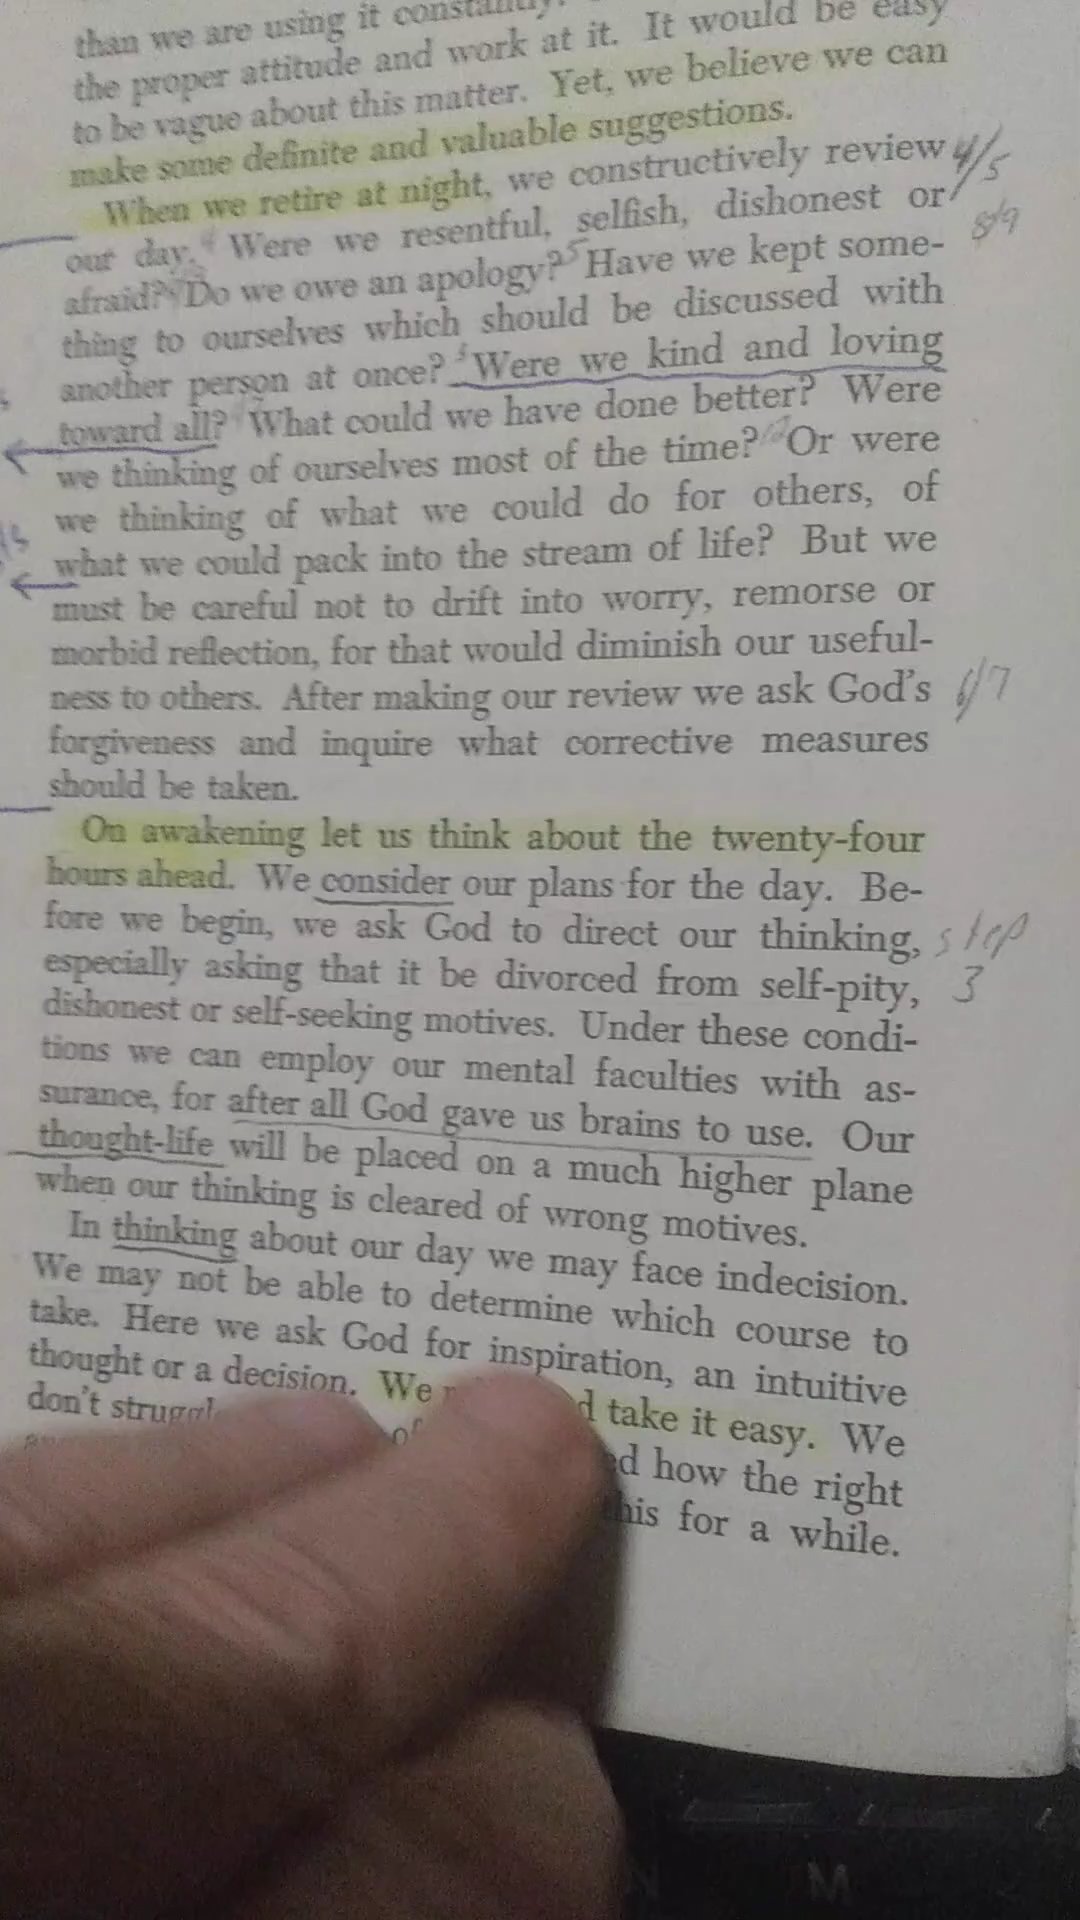 than we are using it constantly.
the proper attitude and work at it. It would be easy
to be vague about this matter. Yet, we believe we can
make some definite and valuable suggestions.
When we retire at night, we constructively review 4/5
our day. Were we resentful, selfish, dishonest or 8/9
afraid? Do we owe an apology? 5 Have we kept some-
thing to ourselves which should be discussed with
another person at once? Were we kind and loving
toward all? What could we have done better? Were
we thinking of ourselves most of the time? Or were
we thinking of what we could do for others, of
what we could pack into the stream of life? But we
must be careful not to drift into worry, remorse or
morbid reflection, for that would diminish our useful-
ness to others. After making our review we ask God's 6/7
forgiveness and inquire what corrective measures
should be taken.
On awakening let us think about the twenty-four
hours ahead. We consider our plans for the day. Be-
fore we begin, we ask God to direct our thinking, step
especially asking that it be divorced from self-pity, 3
dishonest or self-seeking motives. Under these condi-
tions we can employ our mental faculties with as-
surance, for after all God gave us brains to use. Our
thought-life will be placed on a much higher plane
when our thinking is cleared of wrong motives.
In thinking about our day we may face indecision.
We may not be able to determine which course to
take. Here we ask God for inspiration, an intuitive
thought or a decision. We take it easy. We
don't how the right
for a while.
M